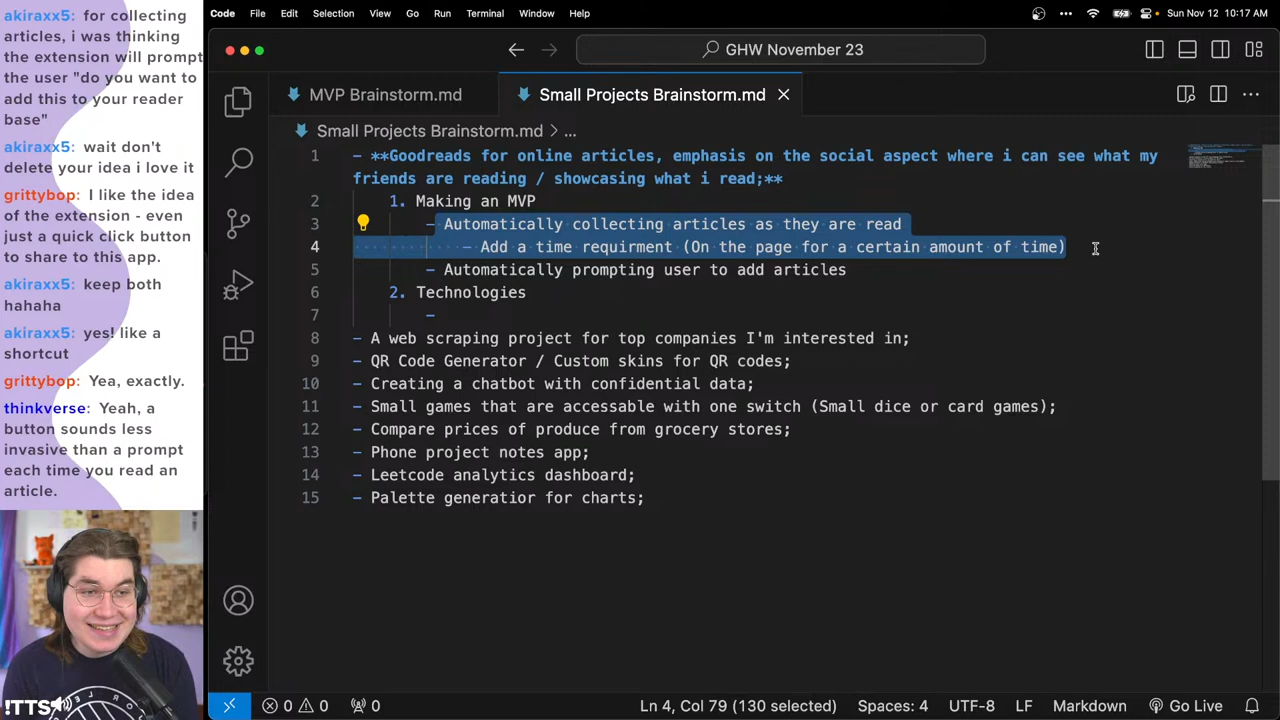 Code File Edit Selection View Go Run Terminal Window Help Sun Nov 12 10:17 AM
akiraxx5: for collecting
articles, i was thinking
the extension will prompt
the user "do you want to
add this to your reader
base"
akiraxx5: wait don't
delete your idea i love it
grittybop: I like the idea
of the extension - even
just a quick click button
to share to this app.
akiraxx5: keep both
hahaha
akiraxx5: yes! like a
shortcut
grittybop: Yea, exactly.
thinkverse: Yeah, a
button sounds less
invasive than a prompt
each time you read an
article.
!TTS
GHW November 23
MVP Brainstorm.md
Small Projects Brainstorm.md
Small Projects Brainstorm.md > ...
1 - **Goodreads for online articles, emphasis on the social aspect where i can see what my
friends are reading / showcasing what i read;**
2 1. Making an MVP
3 - Automatically collecting articles as they are read
4 - Add a time requirment (On the page for a certain amount of time)
5 - Automatically prompting user to add articles
6 2. Technologies
7 -
8 - A web scraping project for top companies I'm interested in;
9 - QR Code Generator / Custom skins for QR codes;
10 - Creating a chatbot with confidential data;
11 - Small games that are accessable with one switch (Small dice or card games);
12 - Compare prices of produce from grocery stores;
13 - Phone project notes app;
14 - Leetcode analytics dashboard;
15 - Palette generatior for charts;
0 0 0 Ln 4, Col 79 (130 selected) Spaces: 4 UTF-8 LF Markdown Go Live